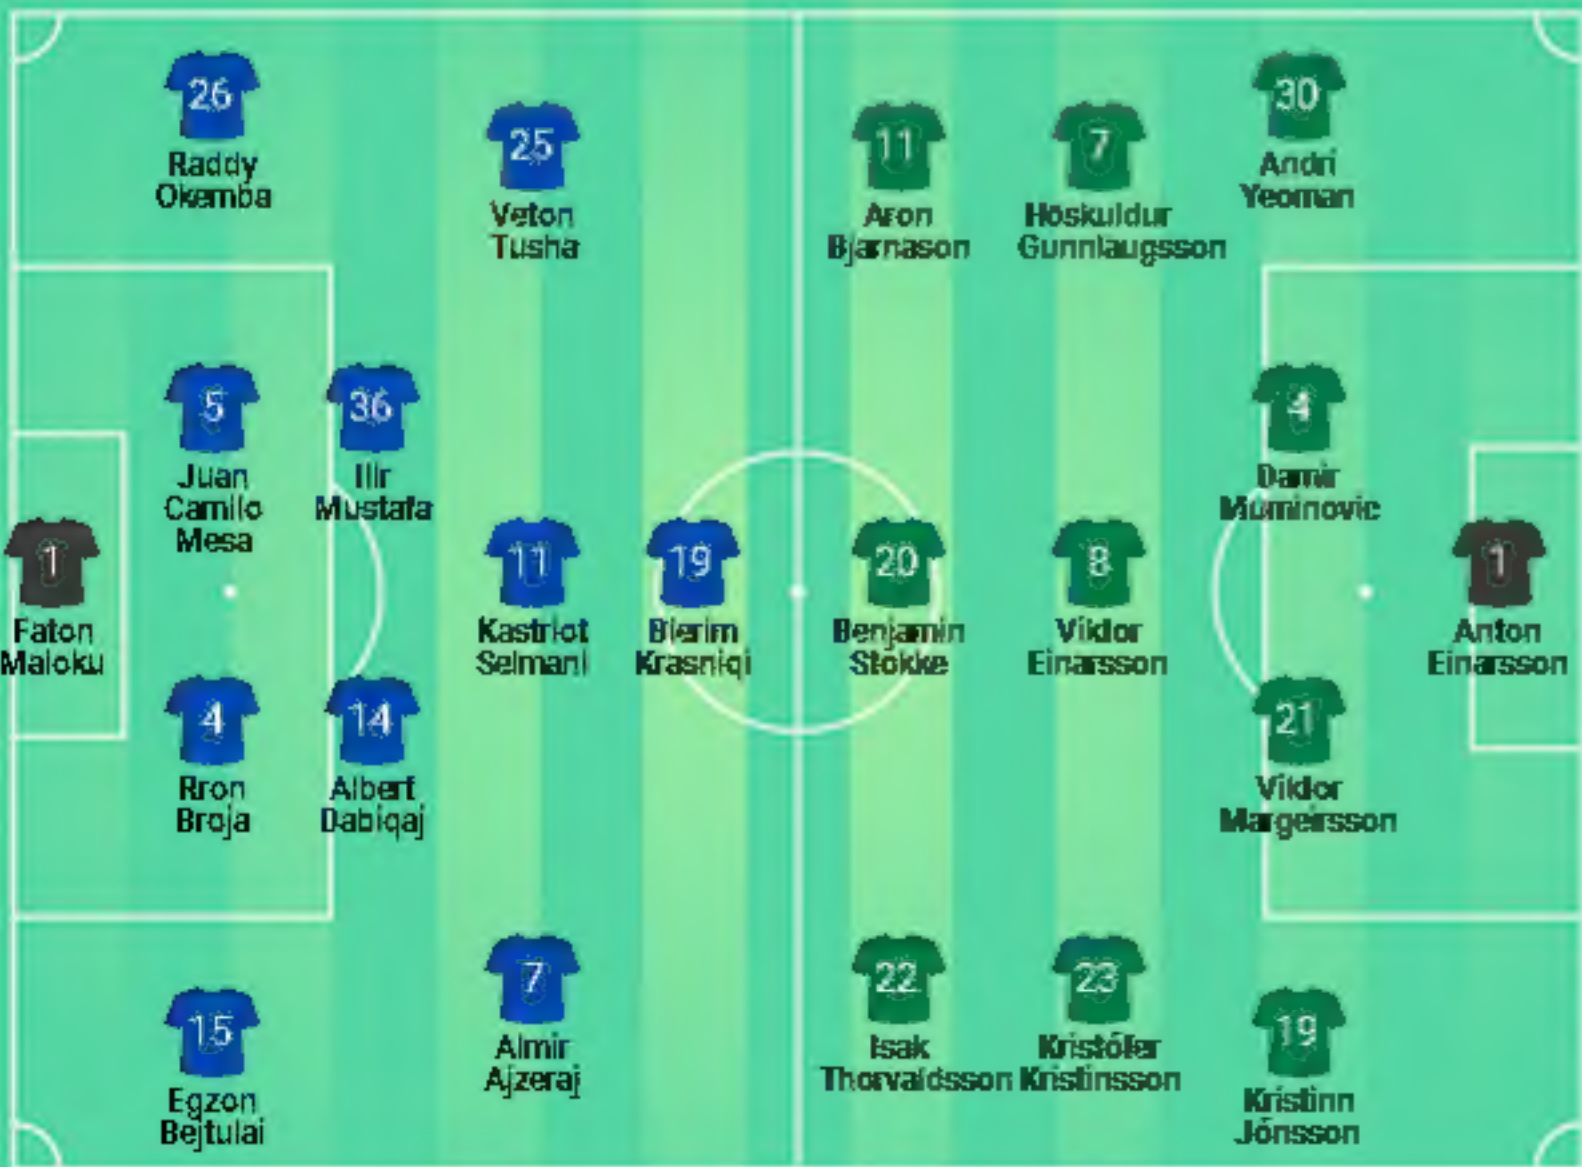 26
Raddy
Okemba
25
Veton
Tusha
11
Aron
Bjarnason
7
Höskuldur
Gunnlaugsson
30
Andri
Yeoman
5
Juan
Camilo
Mesa
36
Ilir
Mustafa
4
Damir
Muminovic
1
Faton
Maloku
11
Kastriot
Selmani
19
Blerim
Krasniqi
20
Benjamin
Stokke
8
Viktor
Einarsson
1
Anton
Einarsson
4
Rron
Broja
14
Albert
Dabiqaj
21
Viktor
Margeirsson
15
Egzon
Bejtulai
7
Almir
Ajzeraj
22
Isak
Thorvaldsson
23
Kristófer
Kristinsson
19
Kristinn
Jónsson